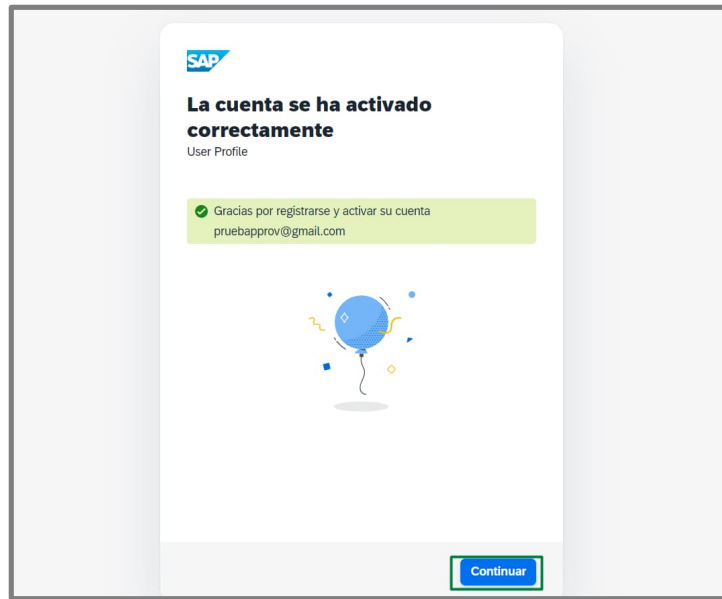 SAP
La cuenta se ha activado
correctamente
User Profile
Gracias por registrarse y activar su cuenta
pruebapprov@gmail.com
Continuar